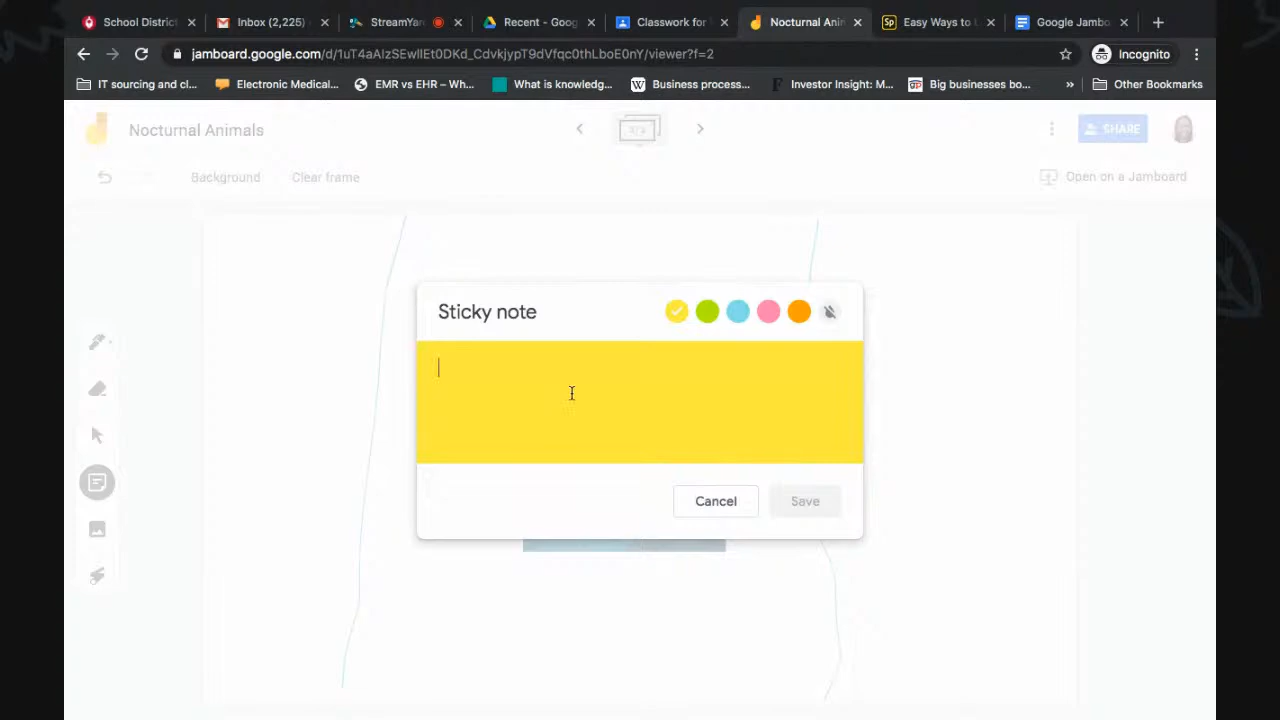 School District
Inbox (2,225)
StreamYar
Recent - Goog
Classwork for
Nocturnal Ani
Easy Ways to
Google Jambo
jamboard.google.com/d/1uT4aAlzSEwllEt0DKd_CdvkjypT9dVfqc0thLboE0nY/viewer?f=2
Incognito
IT sourcing and cl...
Electronic Medical...
EMR vs EHR – Wh...
What is knowledg...
Business process...
Investor Insight: M...
Big businesses bo...
»
Other Bookmarks
Nocturnal Animals
SHARE
Background
Clear frame
Open on a Jamboard
Sticky note
Cancel
Save